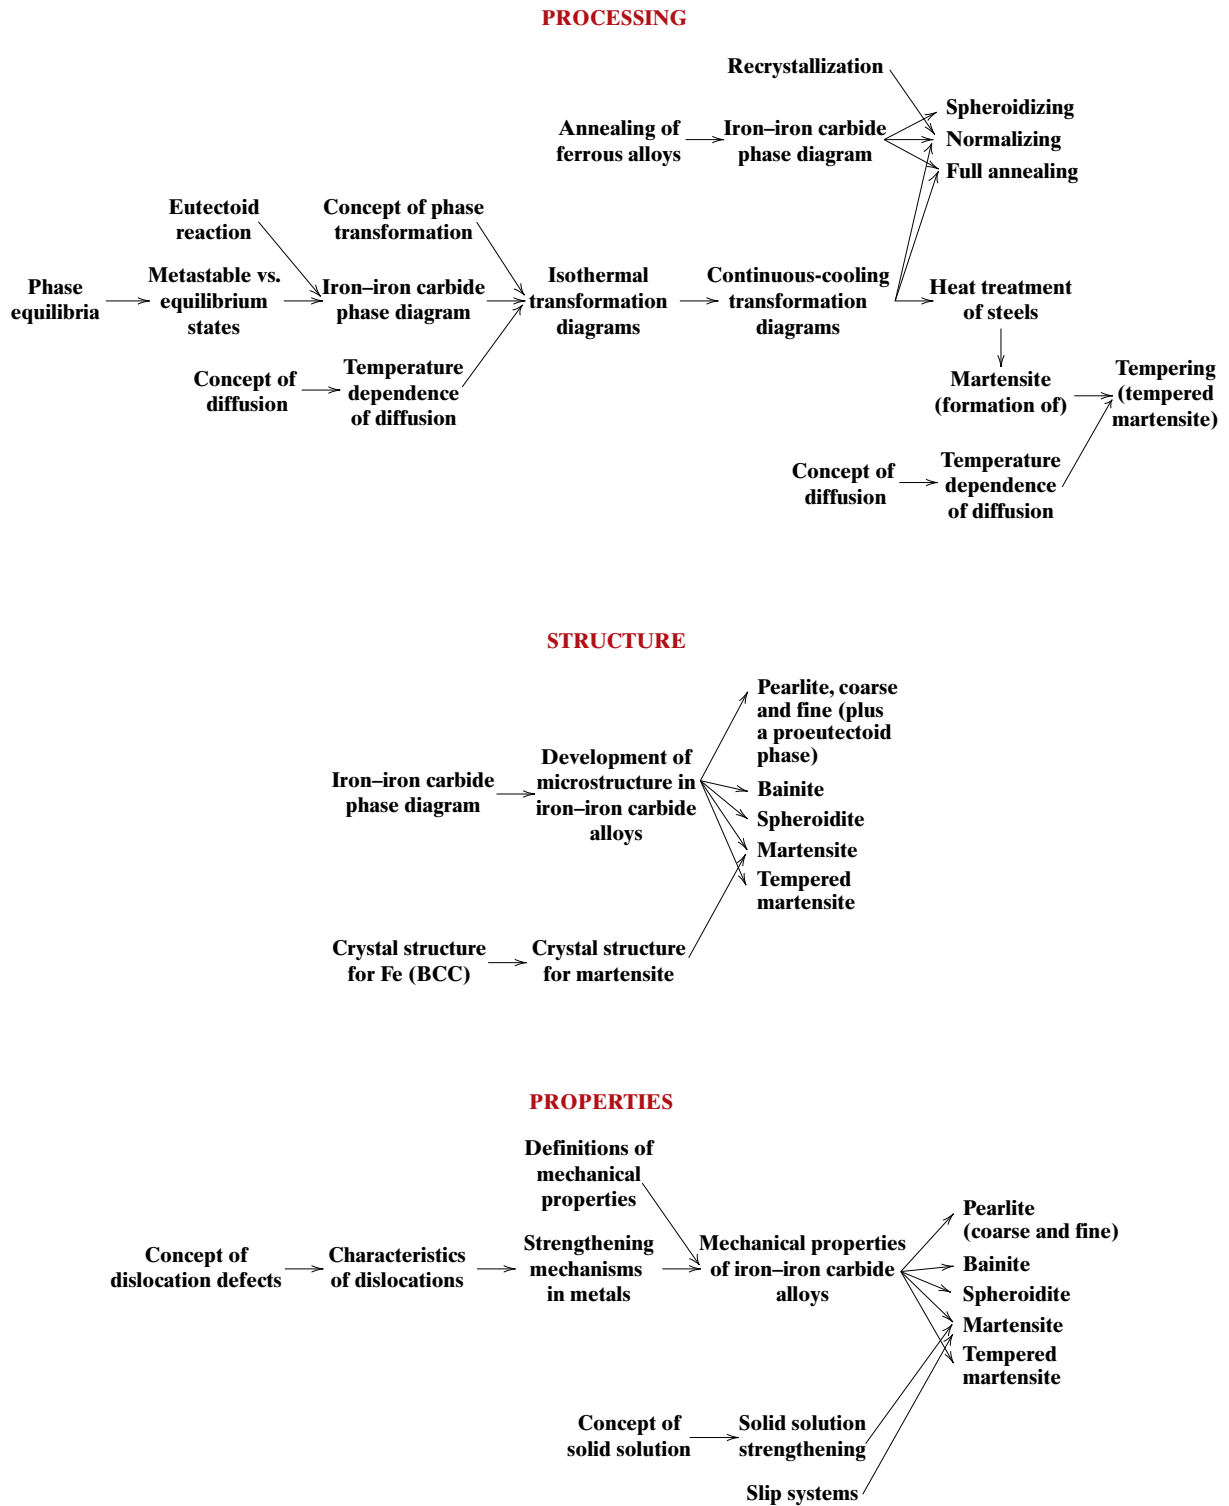 PROCESSING
Recrystallization
Annealing of
ferrous alloys
Iron–iron carbide
phase diagram
Spheroidizing
Normalizing
Full annealing
Eutectoid
reaction
Concept of phase
transformation
Phase
equilibria
Metastable vs.
equilibrium
states
Iron–iron carbide
phase diagram
Isothermal
transformation
diagrams
Continuous-cooling
transformation
diagrams
Heat treatment
of steels
Concept of
diffusion
Temperature
dependence
of diffusion
Martensite
(formation of)
Tempering
(tempered
martensite)
Concept of
diffusion
Temperature
dependence
of diffusion
STRUCTURE
Iron–iron carbide
phase diagram
Development of
microstructure in
iron–iron carbide
alloys
Pearlite, coarse
and fine (plus
a proeutectoid
phase)
Bainite
Spheroidite
Martensite
Tempered
martensite
Crystal structure
for Fe (BCC)
Crystal structure
for martensite
PROPERTIES
Definitions of
mechanical
properties
Concept of
dislocation defects
Characteristics
of dislocations
Strengthening
mechanisms
in metals
Mechanical properties
of iron–iron carbide
alloys
Pearlite
(coarse and fine)
Bainite
Spheroidite
Martensite
Tempered
martensite
Concept of
solid solution
Solid solution
strengthening
Slip systems